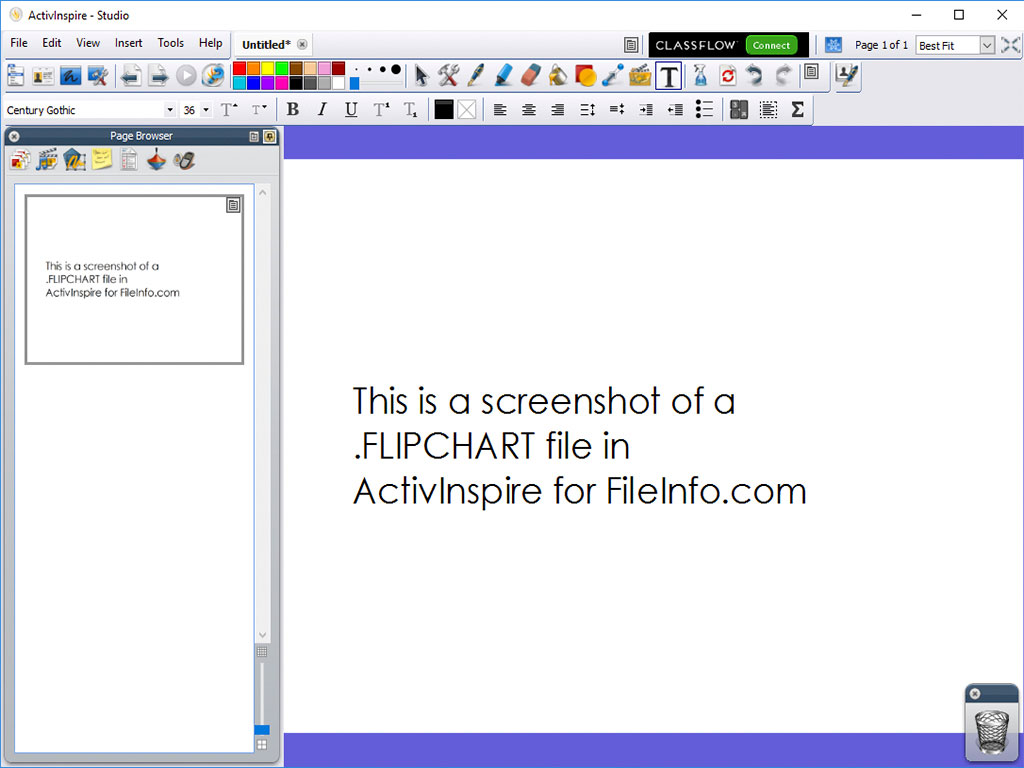 ActivInspire - Studio
File Edit View Insert Tools Help Untitled* CLASSFLOW Connect Page 1 of 1 Best Fit
Century Gothic 36 T T B I U T¹ T₁ Σ
Page Browser
This is a screenshot of a
.FLIPCHART file in
ActivInspire for FileInfo.com
This is a screenshot of a
.FLIPCHART file in
ActivInspire for FileInfo.com